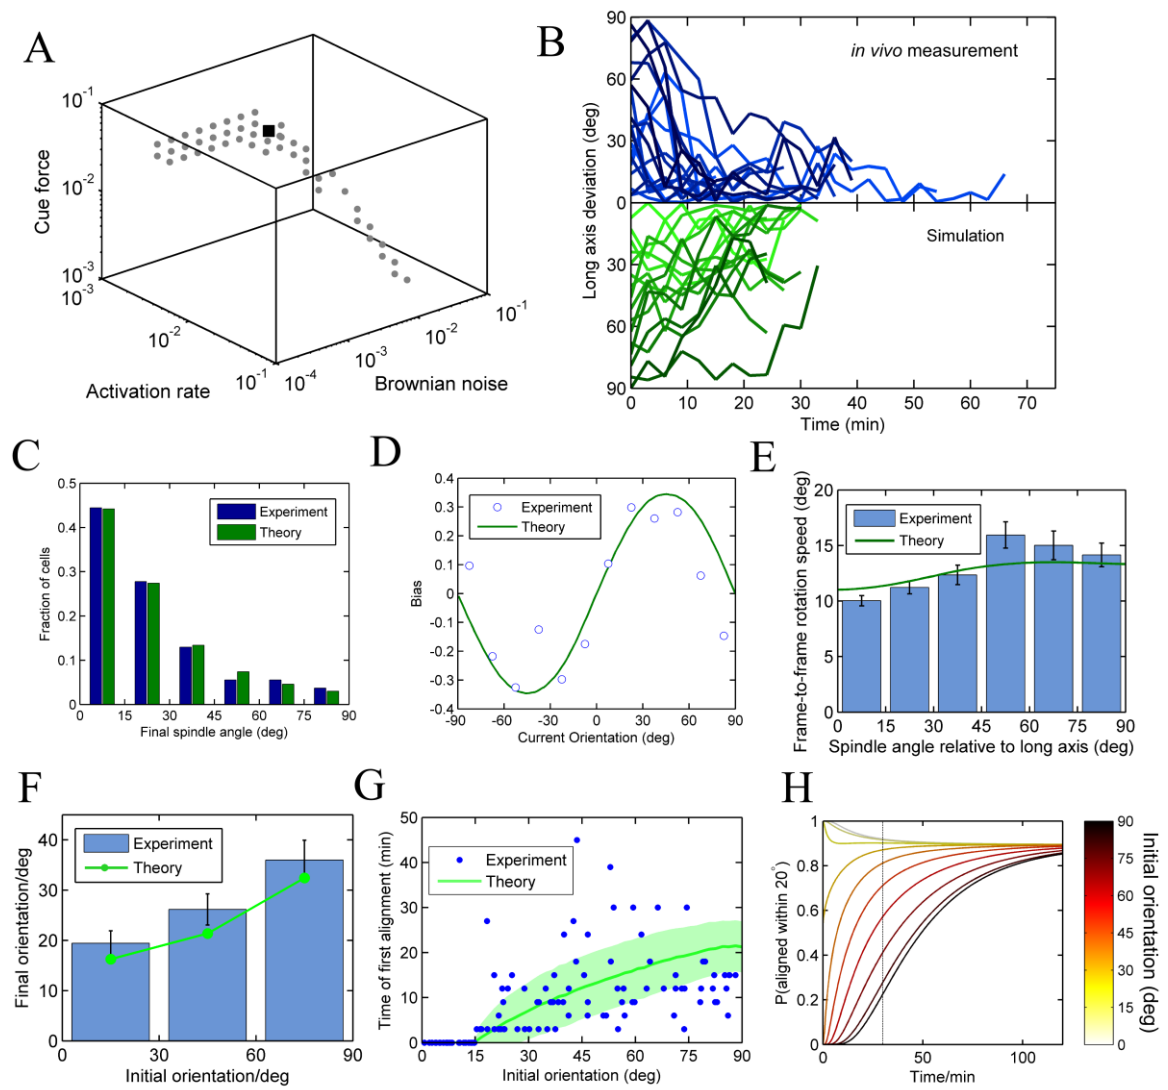 A
10^-1
10^-2
10^-3
Cue force
10^-3
10^-2
10^-1
Activation rate
10^-4
10^-3
10^-2
10^-1
Brownian noise
B
in vivo measurement
Simulation
90
60
30
0
30
60
90
Long axis deviation (deg)
0 10 20 30 40 50 60 70
Time (min)
C
Experiment
Theory
0.5
0.4
0.3
0.2
0.1
0
Fraction of cells
15 30 45 60 75 90
Final spindle angle (deg)
D
Experiment
Theory
0.4
0.3
0.2
0.1
0
-0.1
0.2
-0.3
-0.4
Bias
-90 -60 -30 0 30 60 90
Current Orientation (deg)
E
Experiment
Theory
20
15
10
5
0
Frame-to-frame rotation speed (deg)
0 15 30 45 60 75 90
Spindle angle relative to long axis (deg)
F
Experiment
Theory
40
30
20
10
0
Final orientation/deg
0 30 60 90
Initial orientation/deg
G
Experiment
Theory
50
40
30
20
10
0
Time of first alignment (min)
0 15 30 45 60 75 90
Initial orientation (deg)
H
1
0.8
0.6
0.4
0.2
0
P(aligned within 20°)
0 50 100
Time/min
90
75
60
45
30
15
0
Initial orientation (deg)